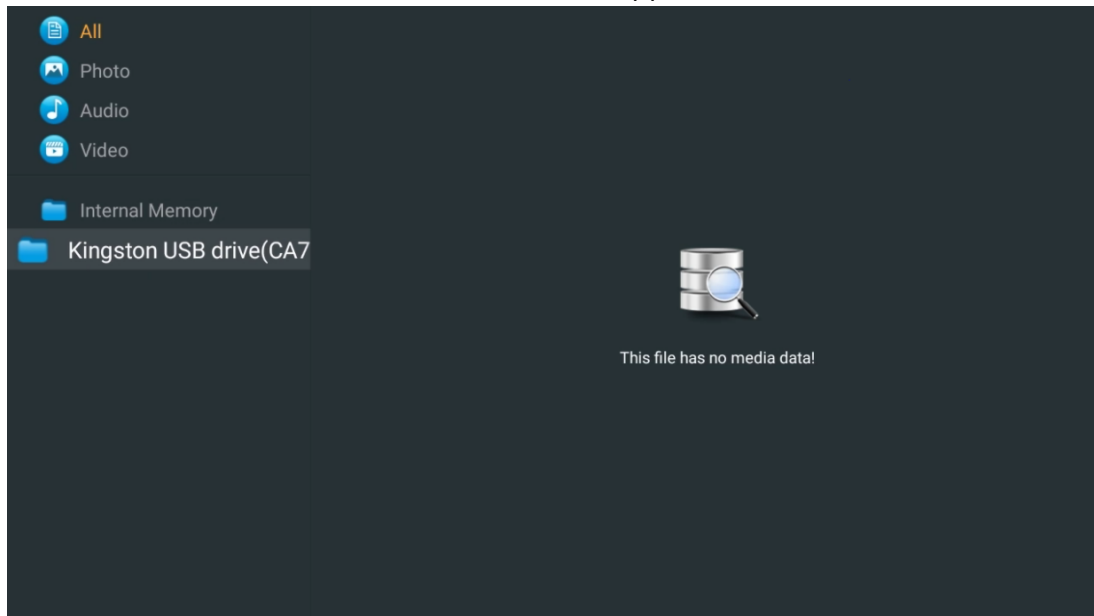 All
Photo
Audio
Video
Internal Memory
Kingston USB drive(CA7
This file has no media data!